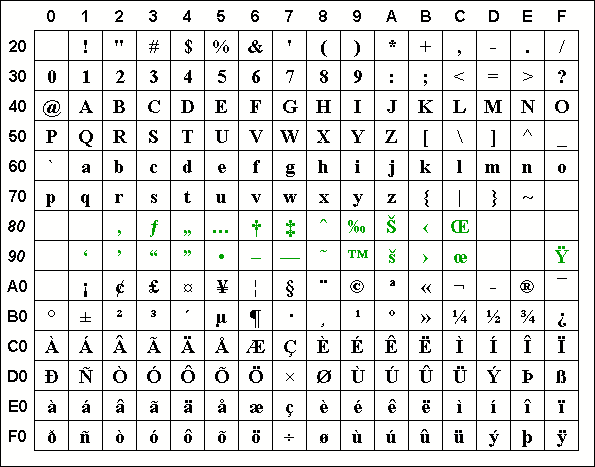 0 1 2 3 4 5 6 7 8 9 A B C D E F
20 ! " # $ % & ' ( ) * + , - . /
30 0 1 2 3 4 5 6 7 8 9 : ; < = > ?
40 @ A B C D E F G H I J K L M N O
50 P Q R S T U V W X Y Z [ \ ] ^ _
60 ` a b c d e f g h i j k l m n o
70 p q r s t u v w x y z { | } ~
80 ‚ ƒ „ … † ‡ ˆ ‰ Š ‹ Œ
90 ‘ ’ “ ” • – — ˜ ™ š › œ Ÿ
A0 ¡ ¢ £ ¤ ¥ ¦ § ¨ © ª « ¬ - ® ¯
B0 ° ± ² ³ ´ µ ¶ · ¸ ¹ º » ¼ ½ ¾ ¿
C0 À Á Â Ã Ä Å Æ Ç È É Ê Ë Ì Í Î Ï
D0 Ð Ñ Ò Ó Ô Õ Ö × Ø Ù Ú Û Ü Ý Þ ß
E0 à á â ã ä å æ ç è é ê ë ì í î ï
F0 ð ñ ò ó ô õ ö ÷ ø ù ú û ü ý þ ÿ